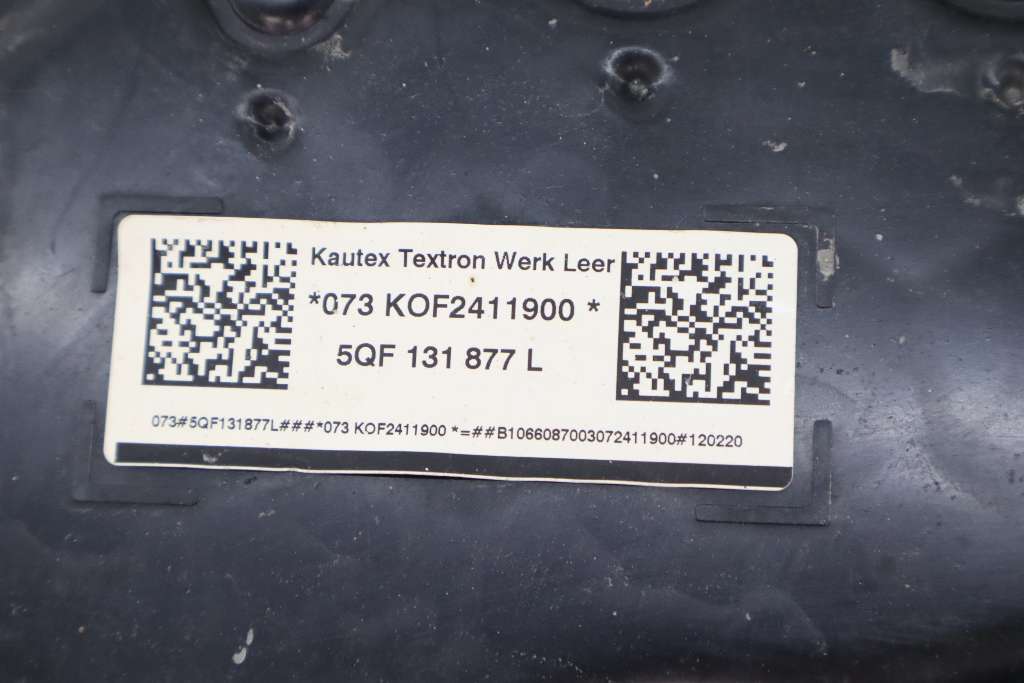 Kautex Textron Werk Leer
*073 KOF2411900 *
5QF 131 877 L
073#5QF131877L###*073 KOF2411900 *=##B1066087003072411900#120220